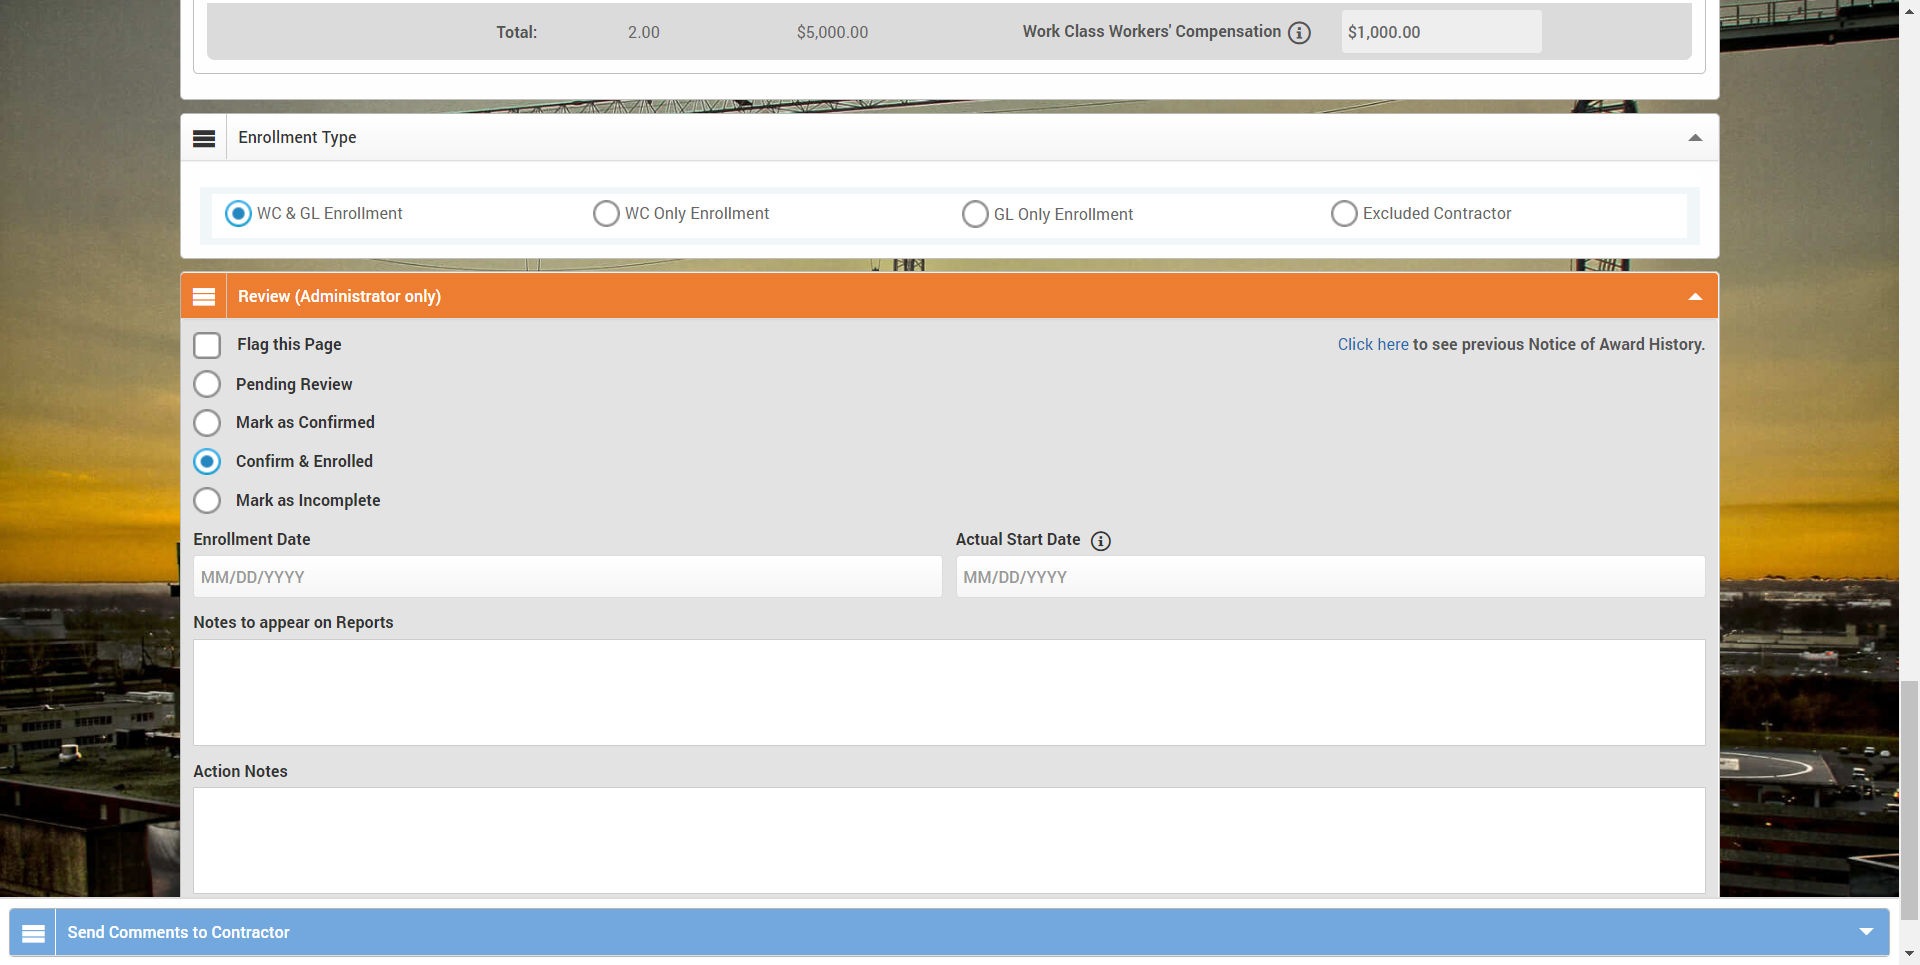 Total: 2.00 $5,000.00 Work Class Workers' Compensation $1,000.00
Enrollment Type
WC & GL Enrollment WC Only Enrollment GL Only Enrollment Excluded Contractor
Review (Administrator only)
Flag this Page Click here to see previous Notice of Award History.
Pending Review
Mark as Confirmed
Confirm & Enrolled
Mark as Incomplete
Enrollment Date Actual Start Date
MM/DD/YYYY MM/DD/YYYY
Notes to appear on Reports
Action Notes
Send Comments to Contractor